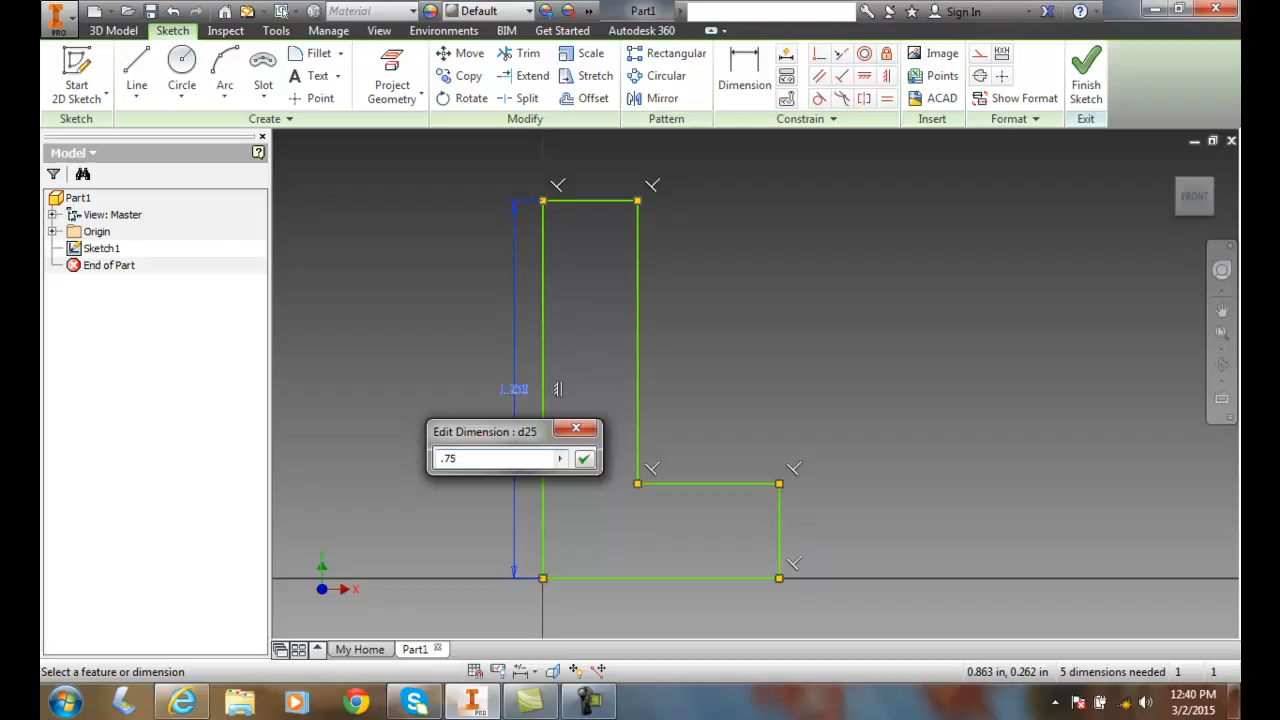 Material
Default
Part1
Sign In
PRO
3D Model Sketch Inspect Tools Manage View Environments BIM Get Started Autodesk 360
Start
2D Sketch
Line
Circle
Arc
Slot
Fillet
Text
Point
Project
Geometry
Move
Copy
Rotate
Trim
Extend
Split
Scale
Stretch
Offset
Rectangular
Circular
Mirror
Dimension
Image
Points
ACAD
Show Format
Finish
Sketch
Sketch Create Modify Pattern Constrain Insert Format Exit
Model
Part1
View: Master
Origin
Sketch1
End of Part
FRONT
Edit Dimension : d25
.75
Y
X
My Home Part1
Select a feature or dimension
0.863 in, 0.262 in 5 dimensions needed 1 1
PRO
12:40 PM
3/2/2015